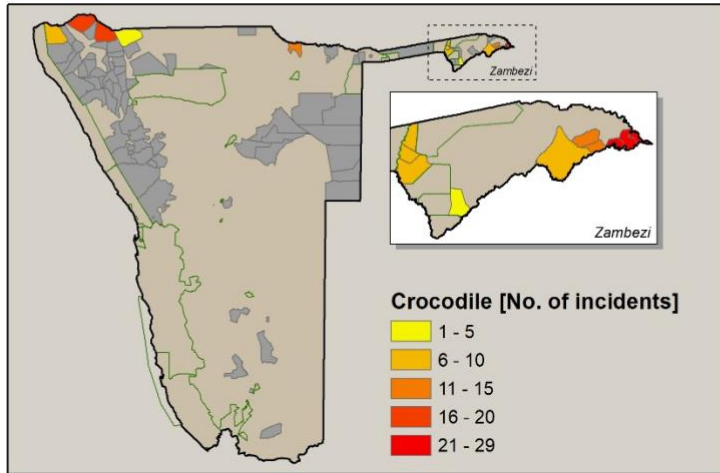 Zambezi
Zambezi
Crocodile [No. of incidents]
1 - 5
6 - 10
11 - 15
16 - 20
21 - 29